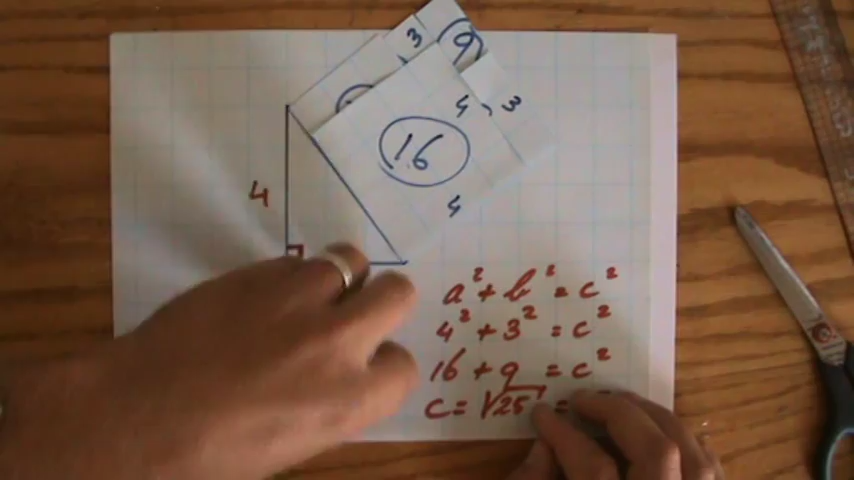 3 9
4 3
16
4
4
a² + b² = c²
4² + 3² = c²
16 + 9 = c²
c = √25 =